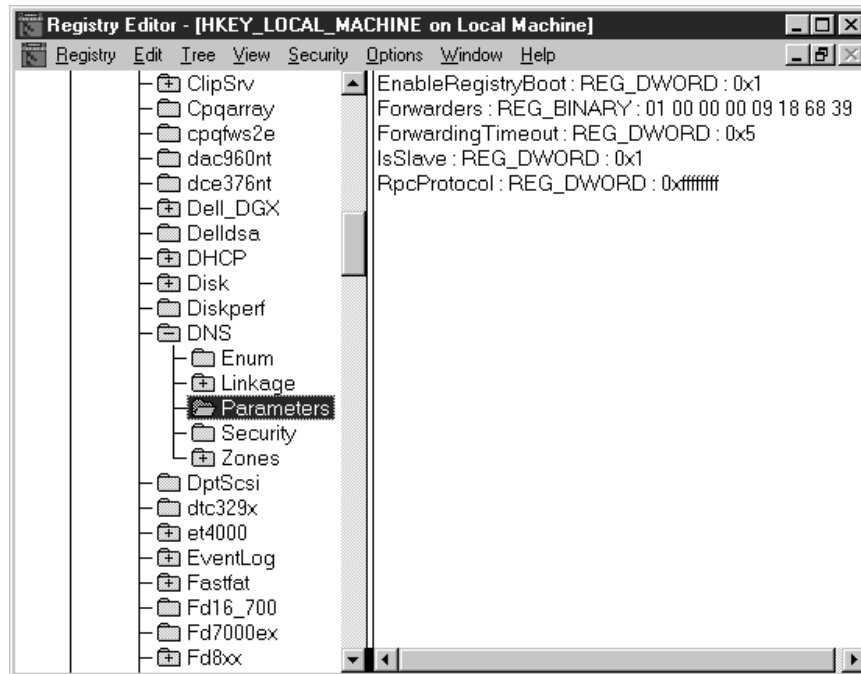 Registry Editor - [HKEY_LOCAL_MACHINE on Local Machine]
Registry Edit Tree View Security Options Window Help
ClipSrv
Cpqarray
cpqfws2e
dac960nt
dce376nt
Dell_DGX
Delldsa
DHCP
Disk
Diskperf
DNS
Enum
Linkage
Parameters
Security
Zones
DptScsi
dtc329x
et4000
EventLog
Fastfat
Fd16_700
Fd7000ex
Fd8xx
EnableRegistryBoot : REG_DWORD : 0x1
Forwarders : REG_BINARY : 01 00 00 00 09 18 68 39
ForwardingTimeout : REG_DWORD : 0x5
IsSlave : REG_DWORD : 0x1
RpcProtocol : REG_DWORD : 0xffffffff